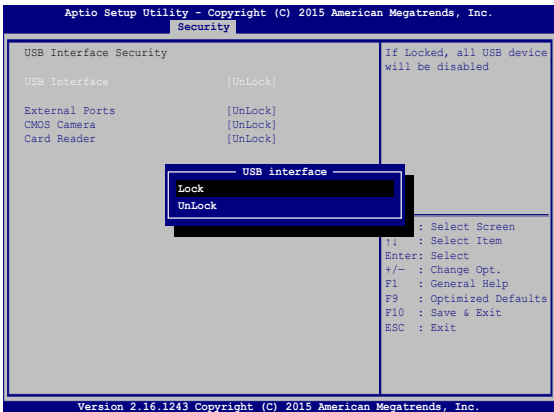 Aptio Setup Utility - Copyright (C) 2015 American Megatrends, Inc.
Security
USB Interface Security
USB Interface [UnLock]
External Ports [UnLock]
CMOS Camera [UnLock]
Card Reader [UnLock]
If Locked, all USB device
will be disabled
USB interface
Lock
UnLock
: Select Screen
↑↓ : Select Item
Enter: Select
+/— : Change Opt.
F1 : General Help
F9 : Optimized Defaults
F10 : Save & Exit
ESC : Exit
Version 2.16.1243 Copyright (C) 2015 American Megatrends, Inc.